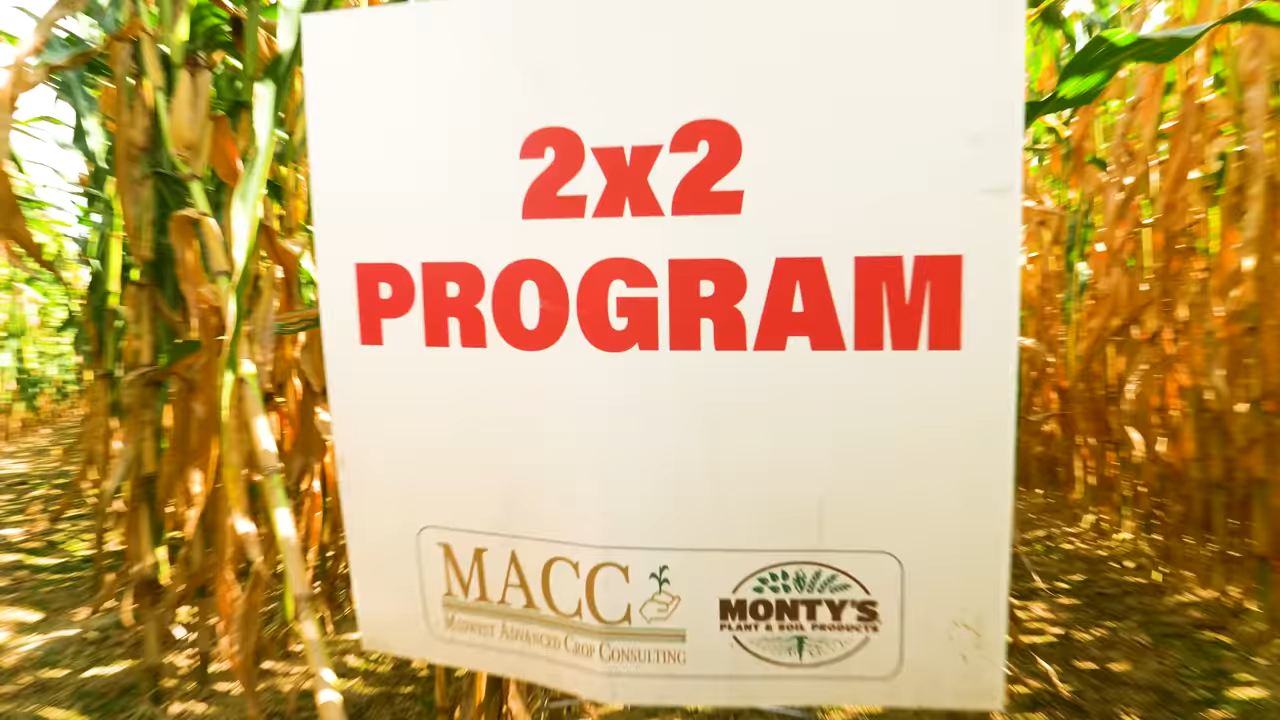 2x2
PROGRAM
MACC
MIDWEST ADVANCED CROP CONSULTING
MONTY'S
PLANT & SOIL PRODUCTS